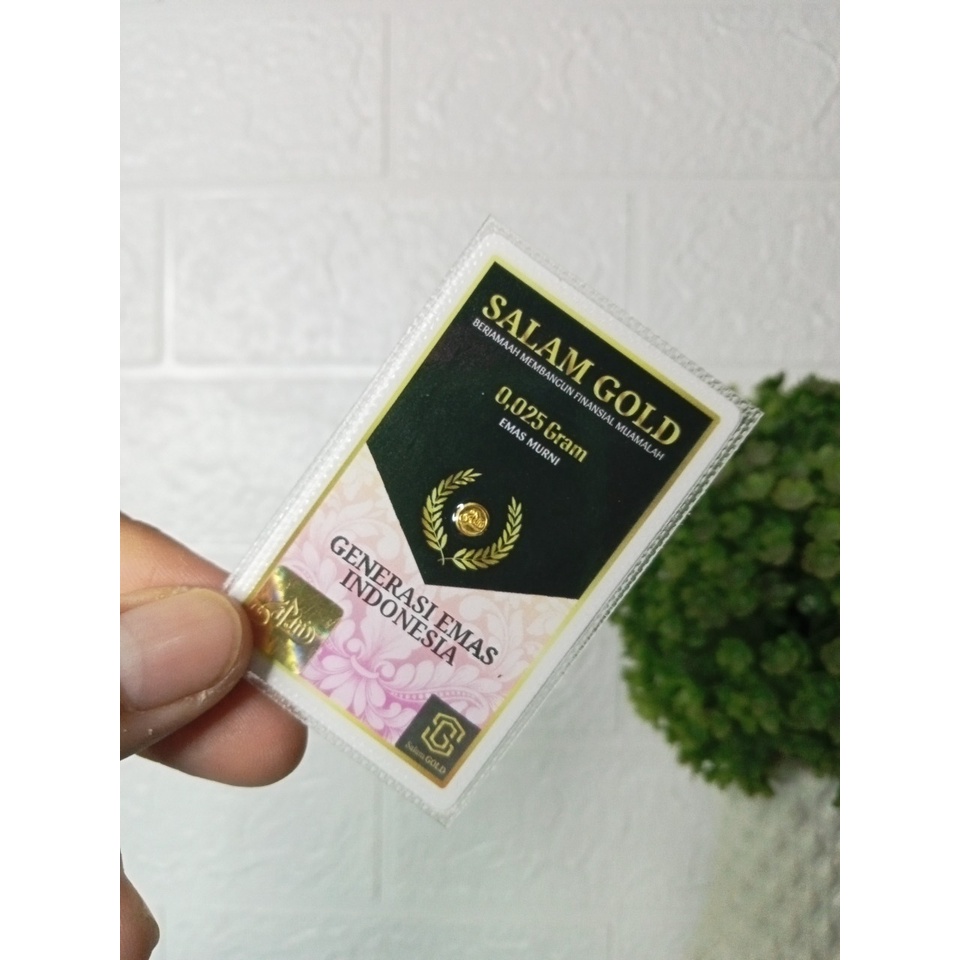 SALAM GOLD
BERJAMAAH MEMBANGUN FINANSIAL MUAMALAH
0,025 Gram
EMAS MURNI
GENERASI EMAS
INDONESIA
Salam GOLD